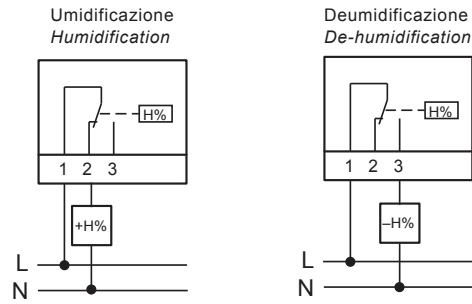 Umidificazione
Humidification
H%
1 2 3
+H%
L
N
Deumidificazione
De-humidification
H%
1 2 3
–H%
L
N